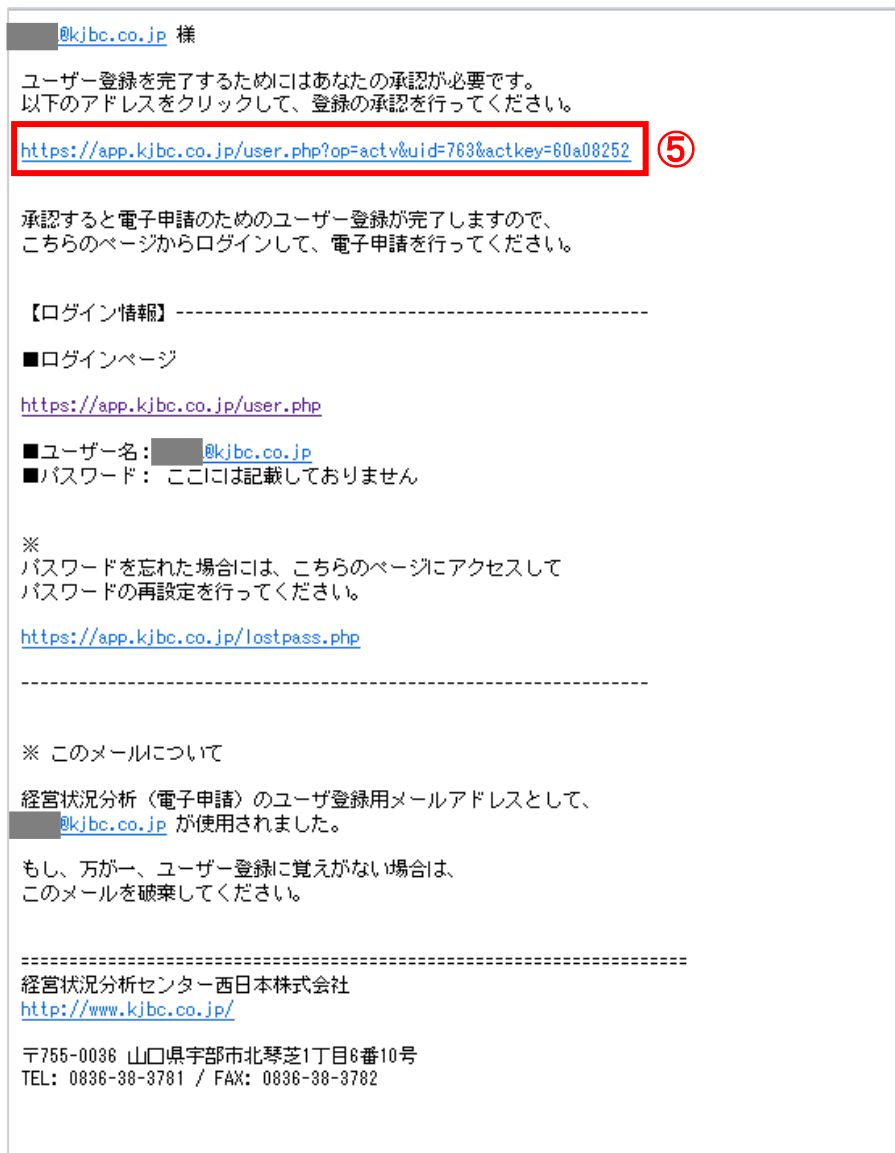 @kjbc.co.jp 様
ユーザー登録を完了するためにはあなたの承認が必要です。
以下のアドレスをクリックして、登録の承認を行ってください。
https://app.kjbc.co.jp/user.php?op=actv&uid=763&actkey=60a08252 ⑤
承認すると電子申請のためのユーザー登録が完了しますので、
こちらのページからログインして、電子申請を行ってください。
【ログイン情報】-------------------------------------------------
■ログインページ
https://app.kjbc.co.jp/user.php
■ユーザー名: @kjbc.co.jp
■パスワード: ここには記載しておりません
※
パスワードを忘れた場合には、こちらのページにアクセスして
パスワードの再設定を行ってください。
https://app.kjbc.co.jp/lostpass.php
-----------------------------------------------------------------
※ このメールについて
経営状況分析（電子申請）のユーザ登録用メールアドレスとして、
@kjbc.co.jp が使用されました。
もし、万が一、ユーザー登録に覚えがない場合は、
このメールを破棄してください。
=====================================================================
経営状況分析センター西日本株式会社
http://www.kjbc.co.jp/
〒755-0036 山口県宇部市北琴芝1丁目6番10号
TEL: 0836-38-3781 / FAX: 0836-38-3782